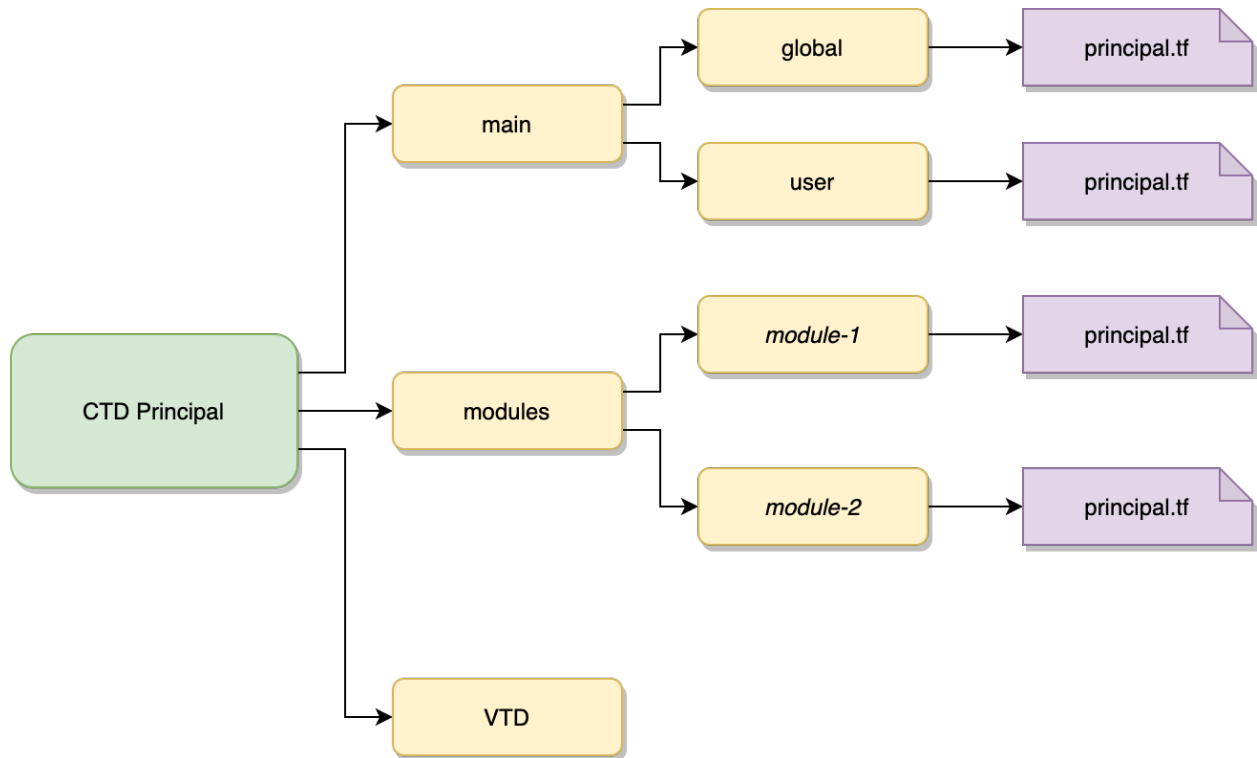 global
principal.tf
main
user
principal.tf
module-1
principal.tf
CTD Principal
modules
module-2
principal.tf
VTD